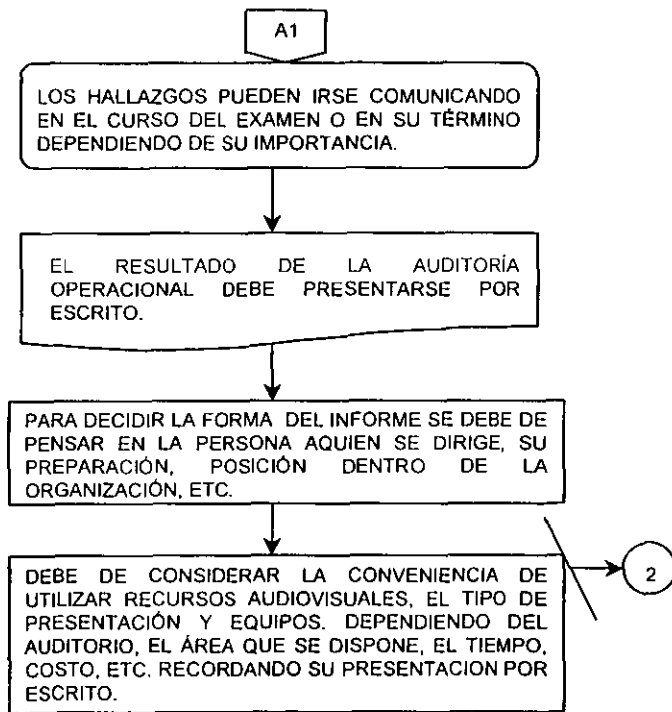 A1
LOS HALLAZGOS PUEDEN IRSE COMUNICANDO
EN EL CURSO DEL EXAMEN O EN SU TÉRMINO
DEPENDIENDO DE SU IMPORTANCIA.
EL RESULTADO DE LA AUDITORÍA
OPERACIONAL DEBE PRESENTARSE POR
ESCRITO.
PARA DECIDIR LA FORMA DEL INFORME SE DEBE DE
PENSAR EN LA PERSONA AQUIEN SE DIRIGE, SU
PREPARACIÓN, POSICIÓN DENTRO DE LA
ORGANIZACIÓN, ETC.
DEBE DE CONSIDERAR LA CONVENIENCIA DE
UTILIZAR RECURSOS AUDIOVISUALES, EL TIPO DE
PRESENTACIÓN Y EQUIPOS. DEPENDIENDO DEL
AUDITORIO, EL ÁREA QUE SE DISPONE, EL TIEMPO,
COSTO, ETC. RECORDANDO SU PRESENTACION POR
ESCRITO.
2